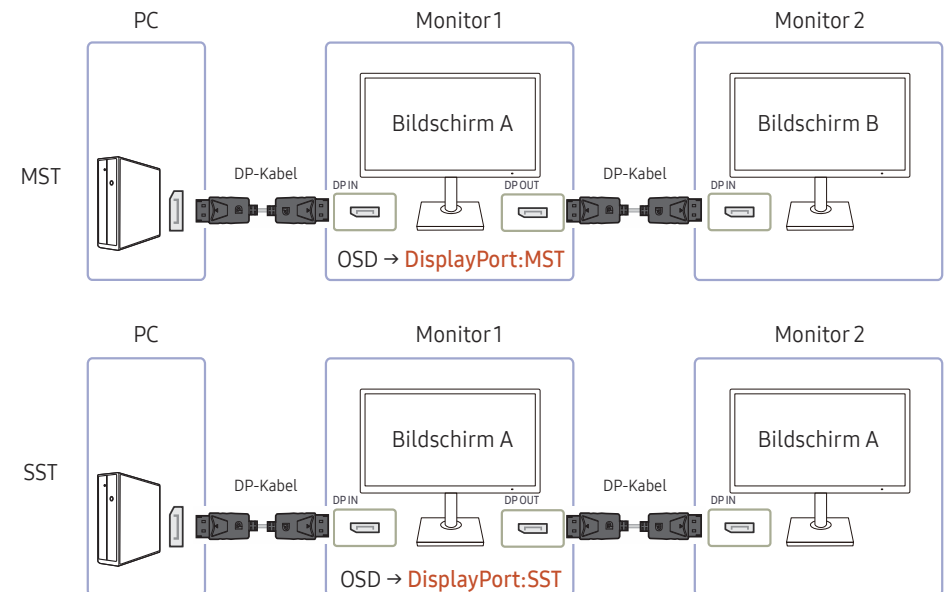 PC
Monitor 1
Monitor 2
MST
DP-Kabel
DP IN
Bildschirm A
DP OUT
DP-Kabel
DP IN
Bildschirm B
OSD → DisplayPort:MST
PC
Monitor 1
Monitor 2
SST
DP-Kabel
DP IN
Bildschirm A
DP OUT
DP-Kabel
DP IN
Bildschirm A
OSD → DisplayPort:SST